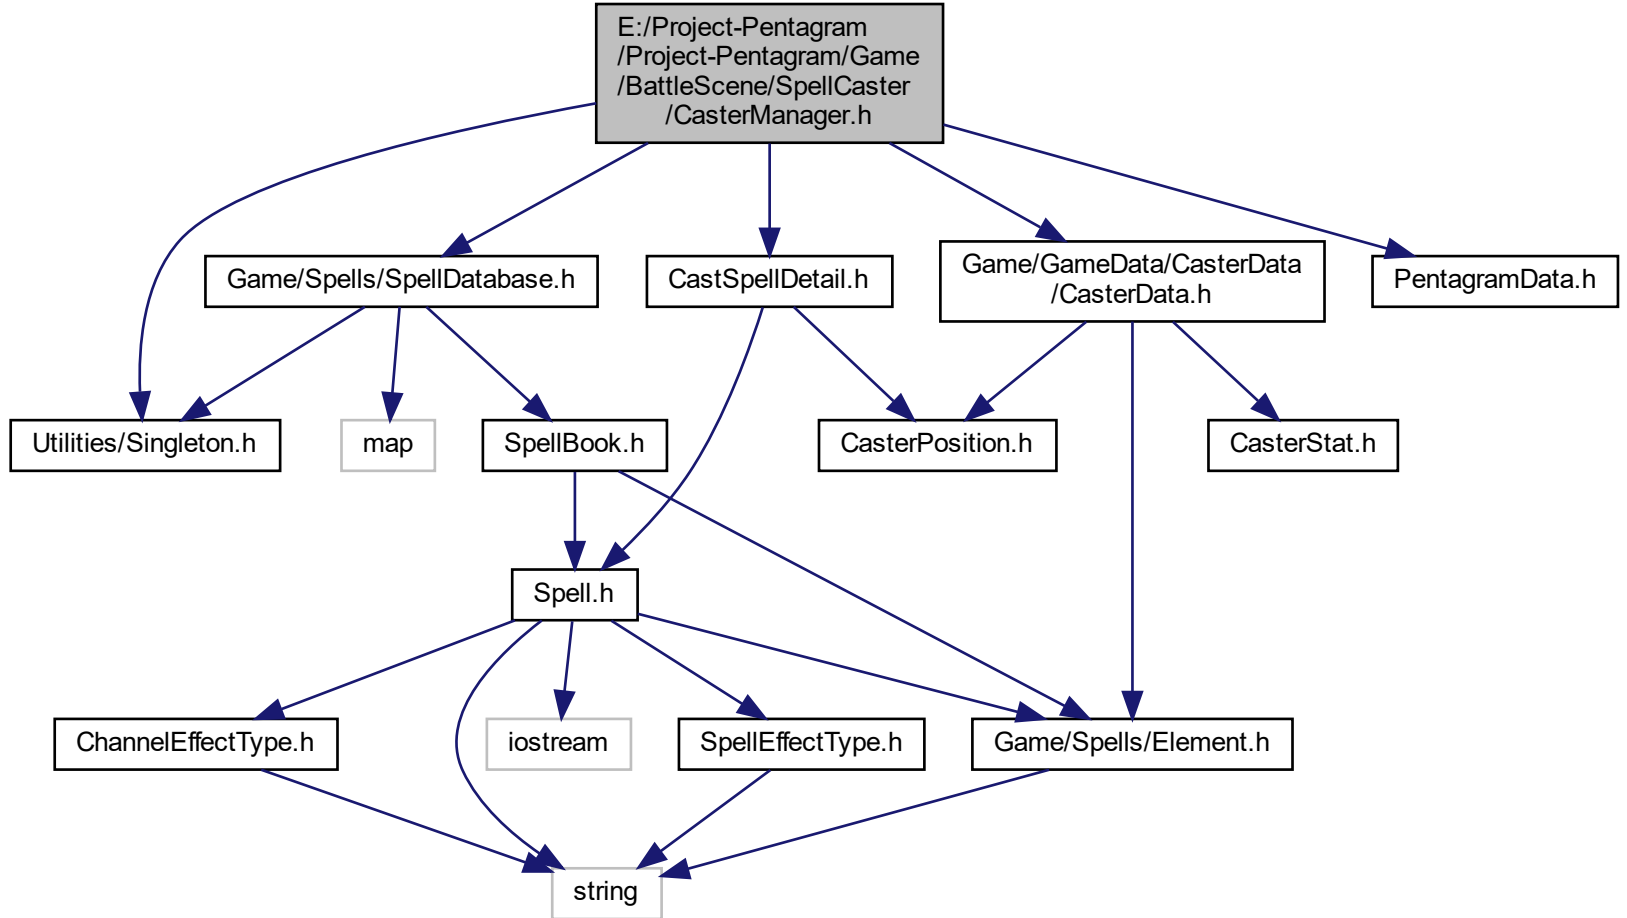 E:/Project-Pentagram
/Project-Pentagram/Game
/BattleScene/SpellCaster
/CasterManager.h
Game/Spells/SpellDatabase.h
CastSpellDetail.h
Game/GameData/CasterData
/CasterData.h
PentagramData.h
Utilities/Singleton.h
map
SpellBook.h
CasterPosition.h
CasterStat.h
Spell.h
ChannelEffectType.h
iostream
SpellEffectType.h
Game/Spells/Element.h
string